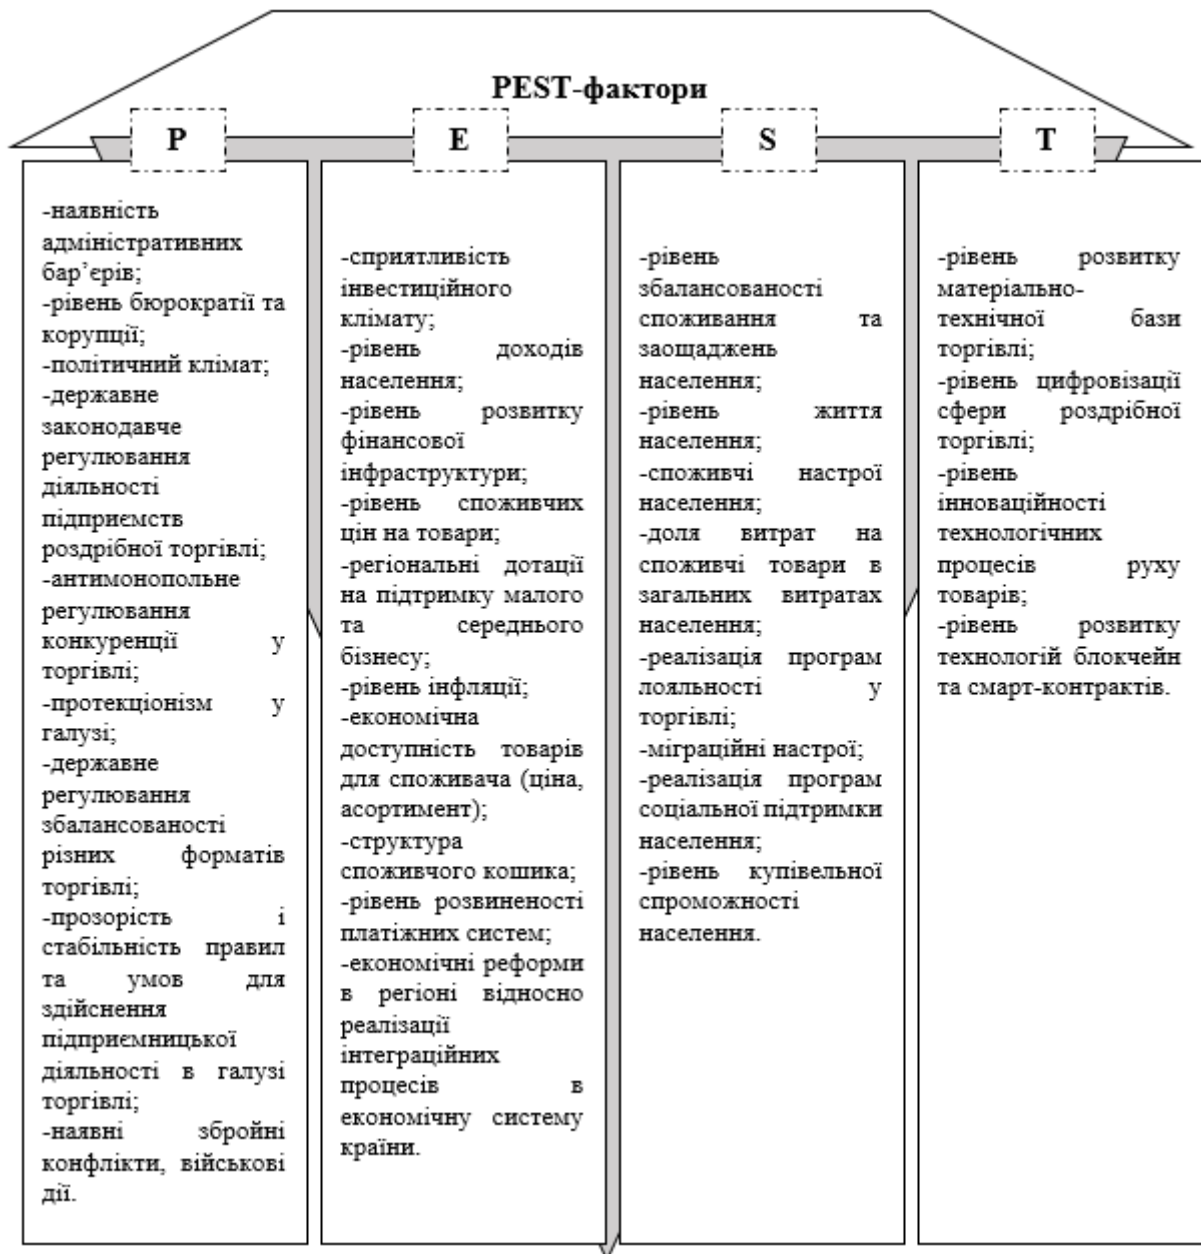 PEST-фактори
P
E
S
T
-наявність
адміністративних
бар’єрів;
-рівень бюрократії та
корупції;
-політичний клімат;
-державне
законодавче
регулювання
діяльності
підприємств
роздрібної торгівлі;
-антимонопольне
регулювання
конкуренції у
торгівлі;
-протекціонізм у
галузі;
-державне
регулювання
збалансованості
різних форматів
торгівлі;
-прозорість і
стабільність правил
та умов для
здійснення
підприємницької
діяльності в галузі
торгівлі;
-наявні збройні
конфлікти, військові
дії.
-сприятливість
інвестиційного
клімату;
-рівень доходів
населення;
-рівень розвитку
фінансової
інфраструктури;
-рівень споживчих
цін на товари;
-регіональні дотації
на підтримку малого
та середнього
бізнесу;
-рівень інфляції;
-економічна
доступність товарів
для споживача (ціна,
асортимент);
-структура
споживчого кошика;
-рівень розвиненості
платіжних систем;
-економічні реформи
в регіоні відносно
реалізації
інтеграційних
процесів в
економічну систему
країни.
-рівень
збалансованості
споживання та
заощаджень
населення;
-рівень життя
населення;
-споживчі настрої
населення;
-доля витрат на
споживчі товари в
загальних витратах
населення;
-реалізація програм
лояльності у
торгівлі;
-міграційні настрої;
-реалізація програм
соціальної підтримки
населення;
-рівень купівельної
спроможності
населення.
-рівень розвитку
матеріально-
технічної бази
торгівлі;
-рівень цифровізації
сфери роздрібної
торгівлі;
-рівень
інноваційності
технологічних
процесів руху
товарів;
-рівень розвитку
технологій блокчейн
та смарт-контрактів.